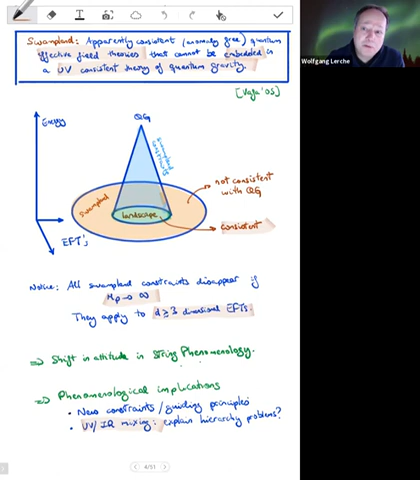 Swampland: Apparently consistent (anomaly free) quantum
effective field theories that cannot be embedded in
a UV consistent theory of quantum gravity.
[Vafa '05]
Energy
QG
swampland constraints
not consistent
with QG
swampland
landscape
consistent
EFT's
Notice: All swampland constraints disappear if
Mp → ∞
They apply to d ≥ 3 dimensional EFTs
⇒ Shift in attitude in String Phenomenology.
⇒ Phenomenological implications
• New constraints/guiding principles
• UV/IR mixing: explain hierarchy problems?
4/51
Wolfgang Lerche